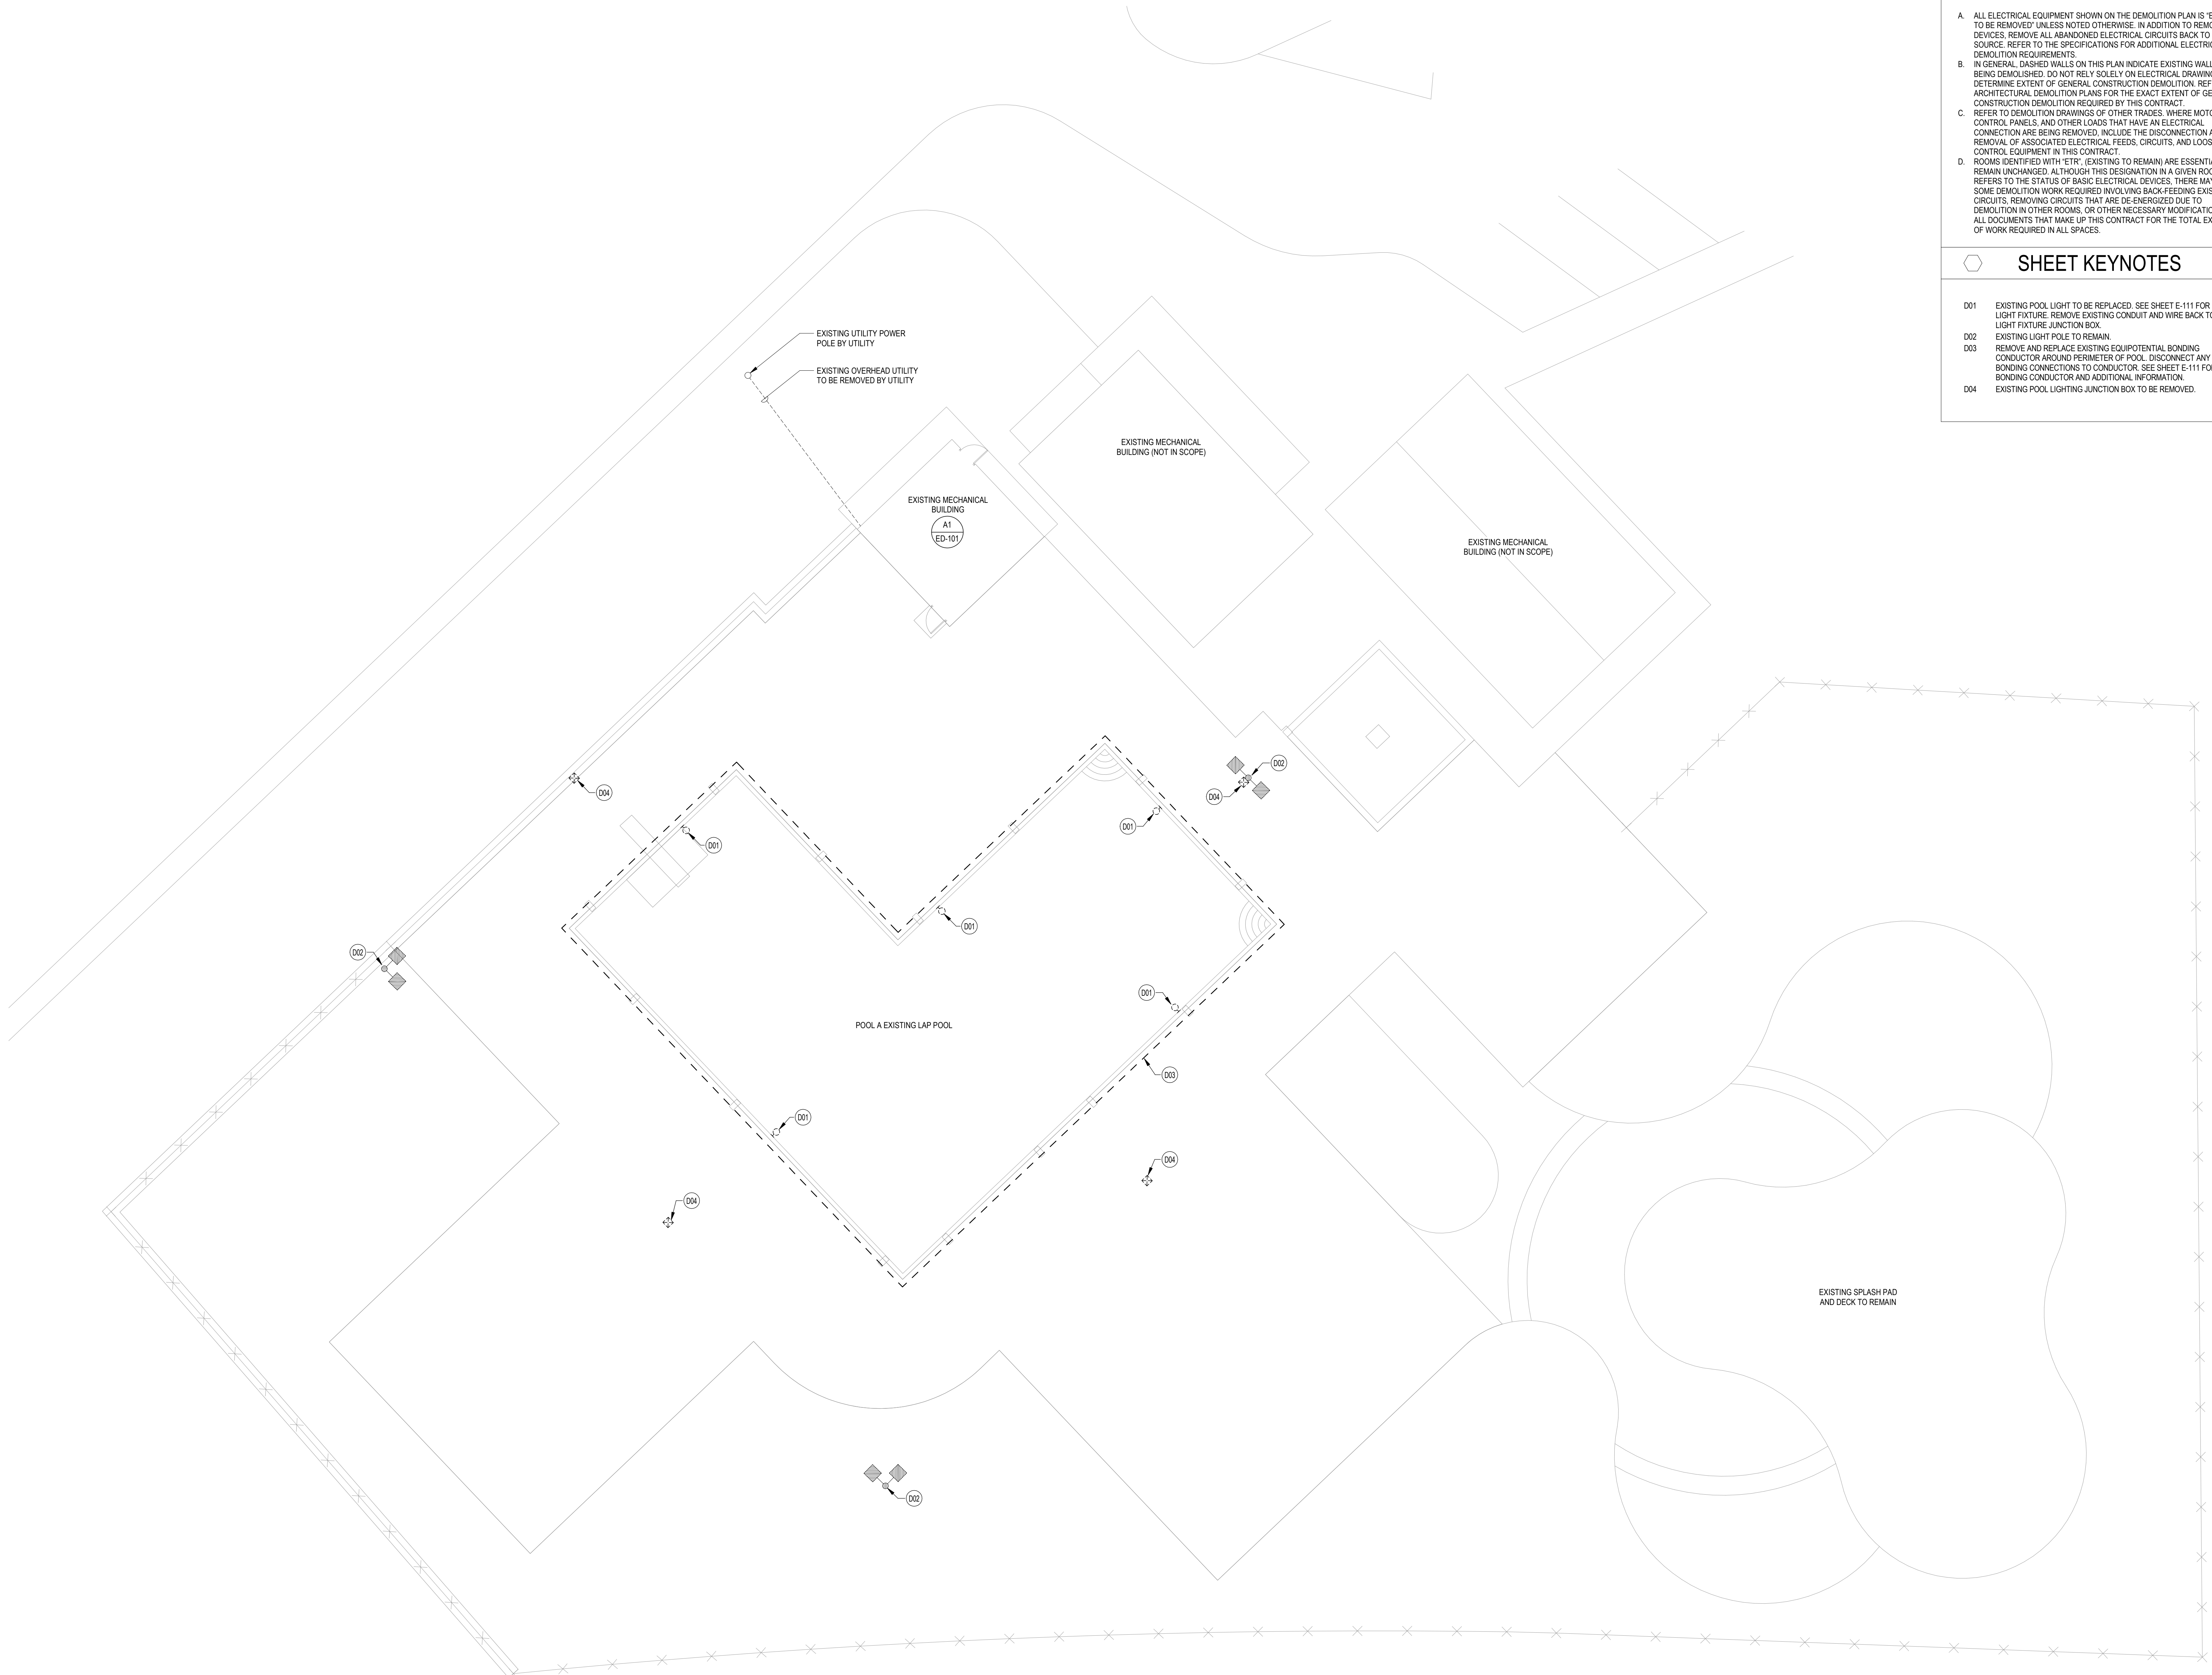 A. ALL ELECTRICAL EQUIPMENT SHOWN ON THE DEMOLITION PLAN IS "E
TO BE REMOVED" UNLESS NOTED OTHERWISE. IN ADDITION TO REMO
DEVICES, REMOVE ALL ABANDONED ELECTRICAL CIRCUITS BACK TO
SOURCE. REFER TO THE SPECIFICATIONS FOR ADDITIONAL ELECTRIC
DEMOLITION REQUIREMENTS.
B. IN GENERAL, DASHED WALLS ON THIS PLAN INDICATE EXISTING WALL
BEING DEMOLISHED. DO NOT RELY SOLELY ON ELECTRICAL DRAWING
DETERMINE EXTENT OF GENERAL CONSTRUCTION DEMOLITION. REF
ARCHITECTURAL DEMOLITION PLANS FOR THE EXACT EXTENT OF GE
CONSTRUCTION DEMOLITION REQUIRED BY THIS CONTRACT.
C. REFER TO DEMOLITION DRAWINGS OF OTHER TRADES. WHERE MOTO
CONTROL PANELS, AND OTHER LOADS THAT HAVE AN ELECTRICAL
CONNECTION ARE BEING REMOVED, INCLUDE THE DISCONNECTION A
REMOVAL OF ASSOCIATED ELECTRICAL FEEDS, CIRCUITS, AND LOOS
CONTROL EQUIPMENT IN THIS CONTRACT.
D. ROOMS IDENTIFIED WITH "ETR", (EXISTING TO REMAIN) ARE ESSENTIA
REMAIN UNCHANGED. ALTHOUGH THIS DESIGNATION IN A GIVEN ROO
REFERS TO THE STATUS OF BASIC ELECTRICAL DEVICES, THERE MAY
SOME DEMOLITION WORK REQUIRED INVOLVING BACK-FEEDING EXIS
CIRCUITS, REMOVING CIRCUITS THAT ARE DE-ENERGIZED DUE TO
DEMOLITION IN OTHER ROOMS, OR OTHER NECESSARY MODIFICATIO
ALL DOCUMENTS THAT MAKE UP THIS CONTRACT FOR THE TOTAL EX
OF WORK REQUIRED IN ALL SPACES.
SHEET KEYNOTES
D01 EXISTING POOL LIGHT TO BE REPLACED. SEE SHEET E-111 FOR
LIGHT FIXTURE. REMOVE EXISTING CONDUIT AND WIRE BACK TO
LIGHT FIXTURE JUNCTION BOX.
D02 EXISTING LIGHT POLE TO REMAIN.
D03 REMOVE AND REPLACE EXISTING EQUIPOTENTIAL BONDING
CONDUCTOR AROUND PERIMETER OF POOL. DISCONNECT ANY
BONDING CONNECTIONS TO CONDUCTOR. SEE SHEET E-111 FO
BONDING CONDUCTOR AND ADDITIONAL INFORMATION.
D04 EXISTING POOL LIGHTING JUNCTION BOX TO BE REMOVED.
EXISTING UTILITY POWER
POLE BY UTILITY
EXISTING OVERHEAD UTILITY
TO BE REMOVED BY UTILITY
EXISTING MECHANICAL
BUILDING (NOT IN SCOPE)
EXISTING MECHANICAL
BUILDING
A1
ED-101
EXISTING MECHANICAL
BUILDING (NOT IN SCOPE)
D02
D04
D04
D01
D01
D01
D02
D01
POOL A EXISTING LAP POOL
D03
D01
D04
D04
EXISTING SPLASH PAD
AND DECK TO REMAIN
D02